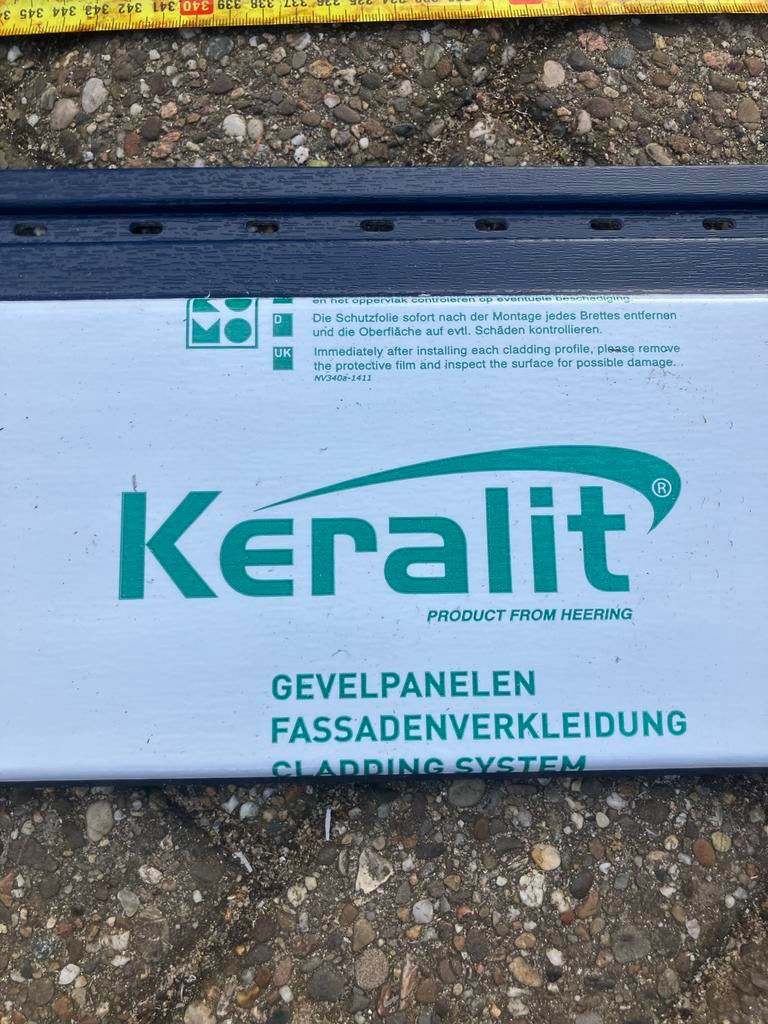 345 344 343 342 341 340 339 338 337 336
KOMO
en het oppervlak controleren op eventuele beschadiging.
D
Die Schutzfolie sofort nach der Montage jedes Brettes entfernen
und die Oberfläche auf evtl. Schäden kontrollieren.
UK
Immediately after installing each cladding profile, please remove
the protective film and inspect the surface for possible damage.
NV340a-1411
Keralit®
PRODUCT FROM HEERING
GEVELPANELEN
FASSADENVERKLEIDUNG
CLADDING SYSTEM